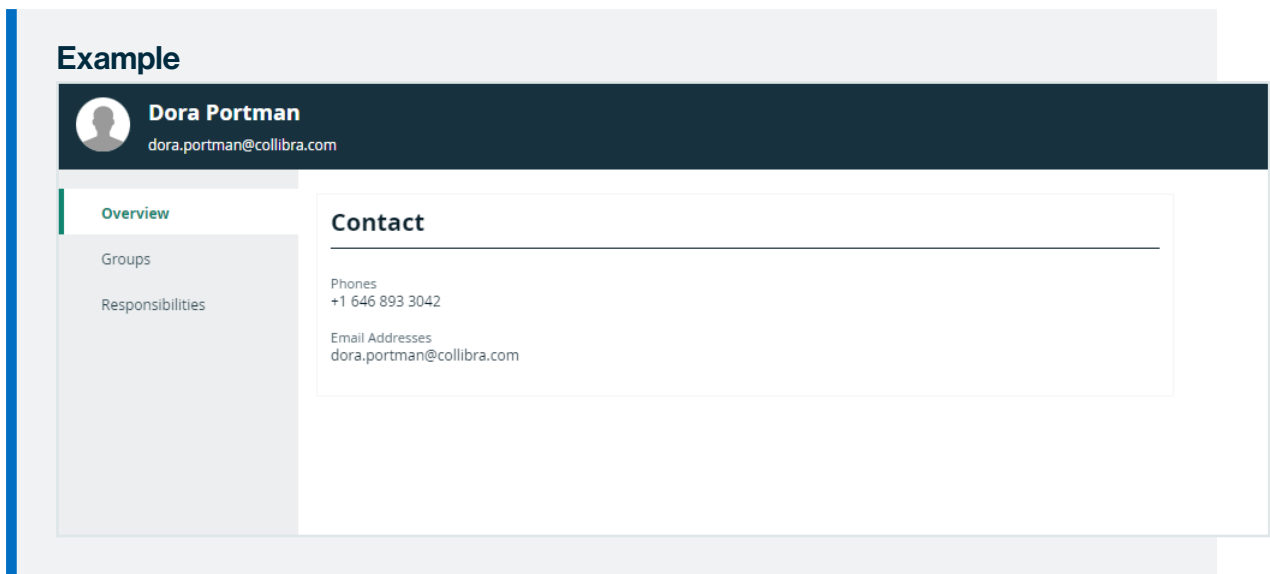 Example
Dora Portman
dora.portman@collibra.com
Overview
Groups
Responsibilities
Contact
Phones
+1 646 893 3042
Email Addresses
dora.portman@collibra.com